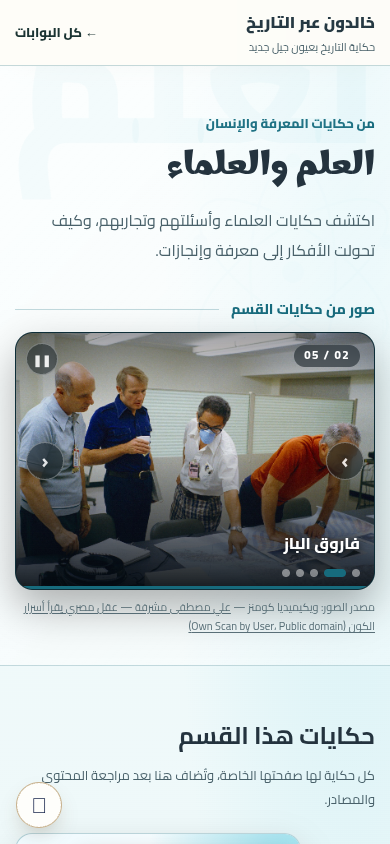 خالدون عبر التاريخ
حكاية التاريخ بعيون جيل جديد
← كل البوابات
من حكايات المعرفة والإنسان
العلم والعلماء
اكتشف حكايات العلماء وأسئلتهم وتجاربهم، وكيف
تحولت الأفكار إلى معرفة وإنجازات.
صور من حكايات القسم
05 / 02
فاروق الباز
مصدر الصور: ويكيميديا كومنز — علي مصطفى مشرفة — عقل مصري يقرأ أسرار
الكون (Own Scan by User، Public domain)
حكايات هذا القسم
كل حكاية لها صفحتها الخاصة، وتُضاف هنا بعد مراجعة المحتوى
والمصادر.